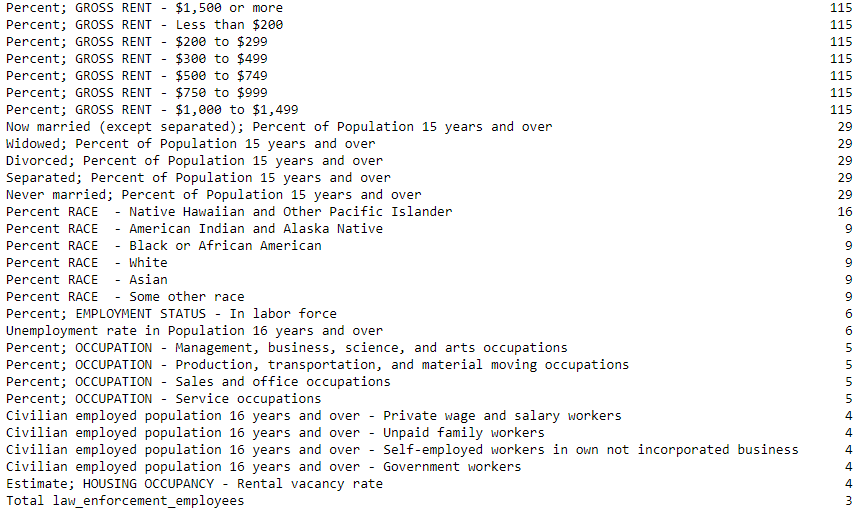 Percent; GROSS RENT - $1,500 or more 115
Percent; GROSS RENT - Less than $200 115
Percent; GROSS RENT - $200 to $299 115
Percent; GROSS RENT - $300 to $499 115
Percent; GROSS RENT - $500 to $749 115
Percent; GROSS RENT - $750 to $999 115
Percent; GROSS RENT - $1,000 to $1,499 115
Now married (except separated); Percent of Population 15 years and over 29
Widowed; Percent of Population 15 years and over 29
Divorced; Percent of Population 15 years and over 29
Separated; Percent of Population 15 years and over 29
Never married; Percent of Population 15 years and over 29
Percent RACE  - Native Hawaiian and Other Pacific Islander 16
Percent RACE  - American Indian and Alaska Native 9
Percent RACE  - Black or African American 9
Percent RACE  - White 9
Percent RACE  - Asian 9
Percent RACE  - Some other race 9
Percent; EMPLOYMENT STATUS - In labor force 6
Unemployment rate in Population 16 years and over 6
Percent; OCCUPATION - Management, business, science, and arts occupations 5
Percent; OCCUPATION - Production, transportation, and material moving occupations 5
Percent; OCCUPATION - Sales and office occupations 5
Percent; OCCUPATION - Service occupations 5
Civilian employed population 16 years and over - Private wage and salary workers 4
Civilian employed population 16 years and over - Unpaid family workers 4
Civilian employed population 16 years and over - Self-employed workers in own not incorporated business 4
Civilian employed population 16 years and over - Government workers 4
Estimate; HOUSING OCCUPANCY - Rental vacancy rate 4
Total law_enforcement_employees 3